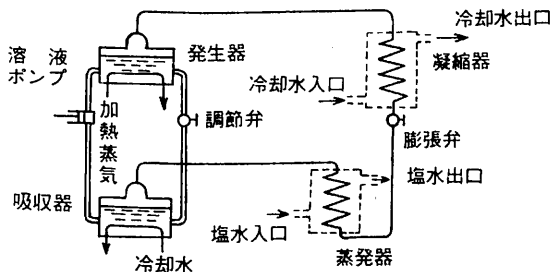 冷却水出口
発生器
溶液
ポンプ
凝縮器
冷却水入口
加熱蒸気
調節弁
膨張弁
塩水出口
吸収器
塩水入口
冷却水
蒸発器